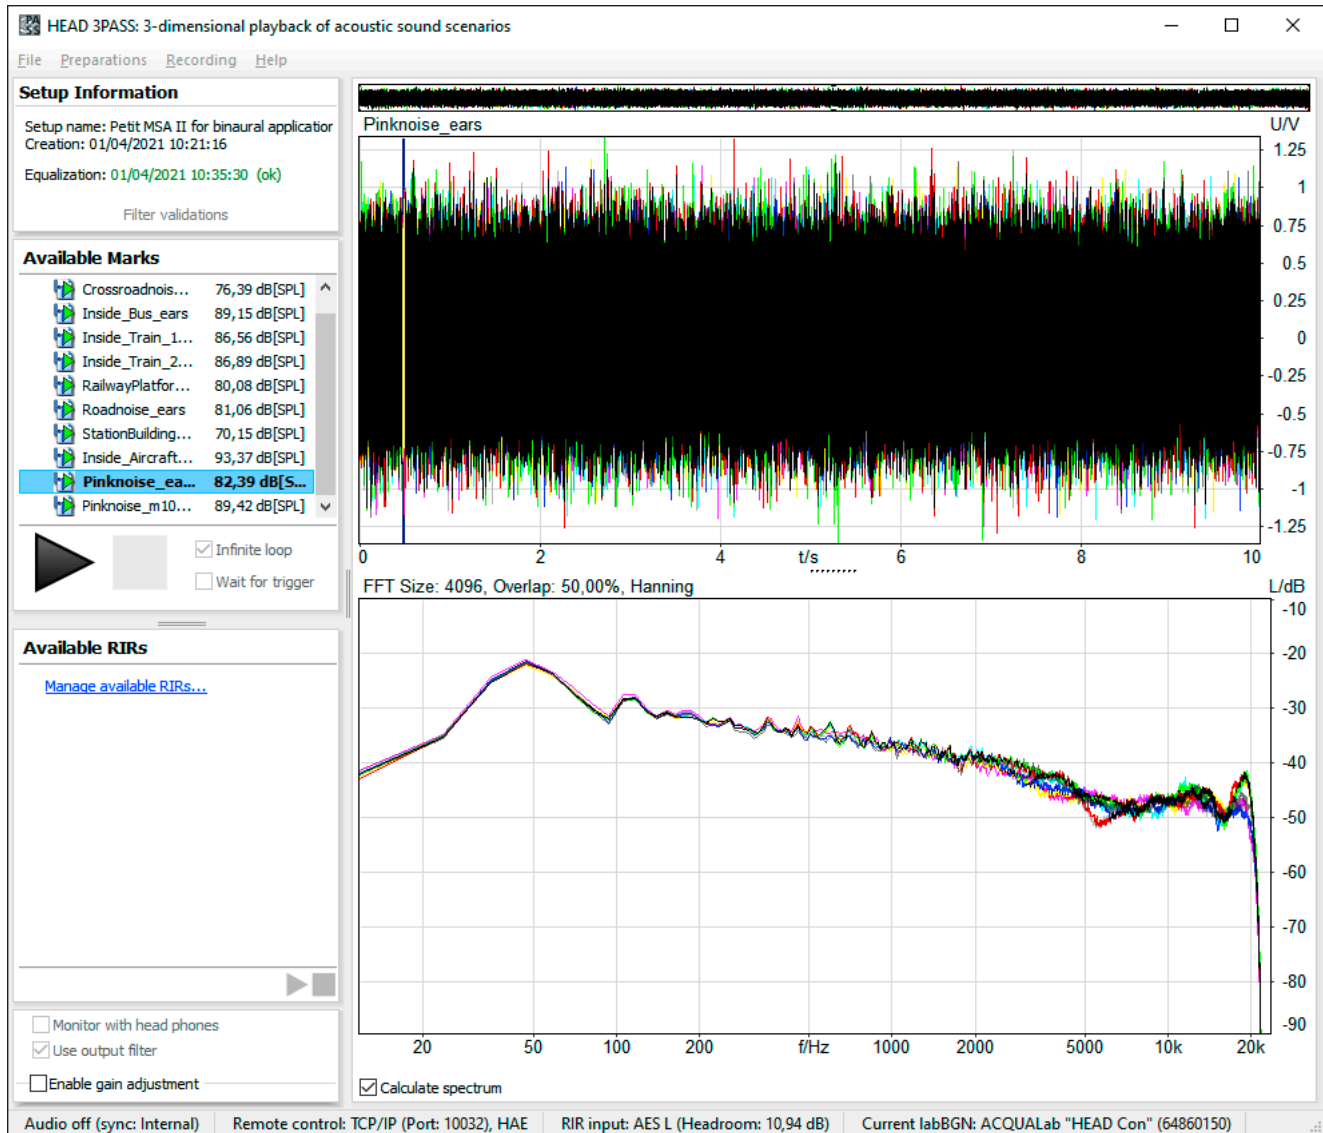 HEAD 3PASS: 3-dimensional playback of acoustic sound scenarios
File Preparations Recording Help
Setup Information
Setup name: Petit MSA II for binaural applicatior
Creation: 01/04/2021 10:21:16
Equalization: 01/04/2021 10:35:30 (ok)
Filter validations
Available Marks
Crossroadnois... 76,39 dB[SPL]
Inside_Bus_ears 89,15 dB[SPL]
Inside_Train_1... 86,56 dB[SPL]
Inside_Train_2... 86,89 dB[SPL]
RailwayPlatfor... 80,08 dB[SPL]
Roadnoise_ears 81,06 dB[SPL]
StationBuilding... 70,15 dB[SPL]
Inside_Aircraft... 93,37 dB[SPL]
Pinknoise_ea... 82,39 dB[S...
Pinknoise_m10... 89,42 dB[SPL]
Infinite loop
Wait for trigger
Available RIRs
Manage available RIRs...
Monitor with head phones
Use output filter
Enable gain adjustment
Pinknoise_ears U/V
1.25
1
0.75
0.5
0.25
0
-0.25
-0.5
-0.75
-1
-1.25
0 2 4 t/s 6 8 10
FFT Size: 4096, Overlap: 50,00%, Hanning L/dB
-10
-20
-30
-40
-50
-60
-70
-80
-90
20 50 100 200 f/Hz 1000 2000 5000 10k 20k
Calculate spectrum
Audio off (sync: Internal) Remote control: TCP/IP (Port: 10032), HAE RIR input: AES L (Headroom: 10,94 dB) Current labBGN: ACQUALab "HEAD Con" (64860150)